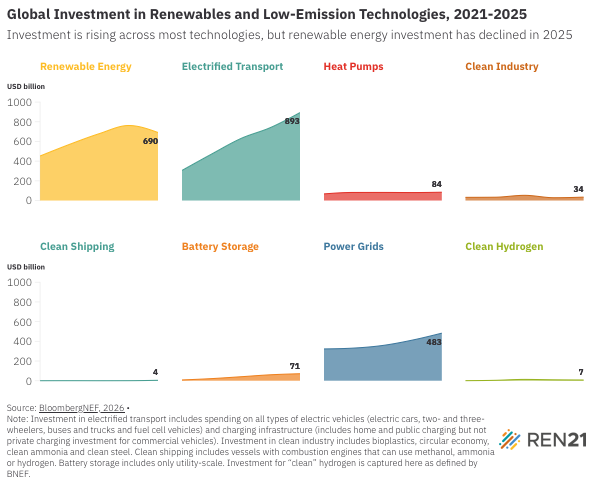 Global Investment in Renewables and Low-Emission Technologies, 2021-2025
Investment is rising across most technologies, but renewable energy investment has declined in 2025
Renewable Energy
Electrified Transport
Heat Pumps
Clean Industry
USD billion
1000
800
600
400
200
0
690
893
84
34
Clean Shipping
Battery Storage
Power Grids
Clean Hydrogen
USD billion
1000
800
600
400
200
0
4
71
483
7
Source: BloombergNEF, 2026 •
Note: Investment in electrified transport includes spending on all types of electric vehicles (electric cars, two- and three-
wheelers, buses and trucks and fuel cell vehicles) and charging infrastructure (includes home and public charging but not
private charging investment for commercial vehicles). Investment in clean industry includes bioplastics, circular economy,
clean ammonia and clean steel. Clean shipping includes vessels with combustion engines that can use methanol, ammonia
or hydrogen. Battery storage includes only utility-scale. Investment for “clean” hydrogen is captured here as defined by
BNEF.
REN21